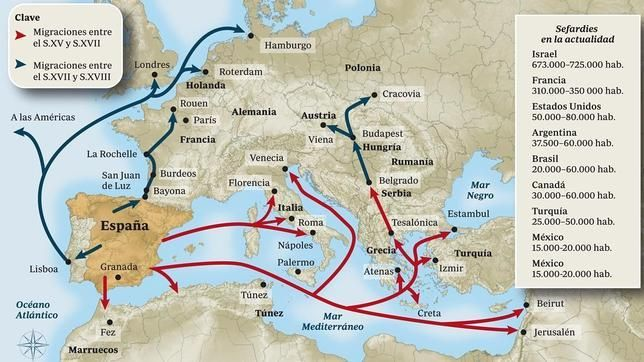 Clave
Migraciones entre
el S.XV y S.XVII
Migraciones entre
el S.XVII y S.XVIII
A las Américas
Londres
Hamburgo
Roterdam
Holanda
Polonia
Rouen
París
Alemania
Cracovia
Austria
Viena
Francia
Budapest
Hungría
La Rochelle
Venecia
Rumanía
San Juan
de Luz
Burdeos
Bayona
Florencia
Belgrado
Serbia
Mar
Negro
Italia
España
Roma
Tesalónica
Estambul
Nápoles
Grecia
Turquía
Lisboa
Granada
Palermo
Atenas
Izmir
Océano
Atlántico
Túnez
Túnez
Mar
Mediterráneo
Creta
Beirut
Fez
Jerusalén
Marruecos
Sefardíes
en la actualidad
Israel
673.000-725.000 hab.
Francia
310.000-350 000 hab.
Estados Unidos
50.000-80.000 hab.
Argentina
37.500-60.000 hab.
Brasil
20.000-60.000 hab.
Canadá
30.000-60.000 hab.
Turquía
25.000-50.000 hab.
México
15.000-20.000 hab.
México
15.000-20.000 hab.